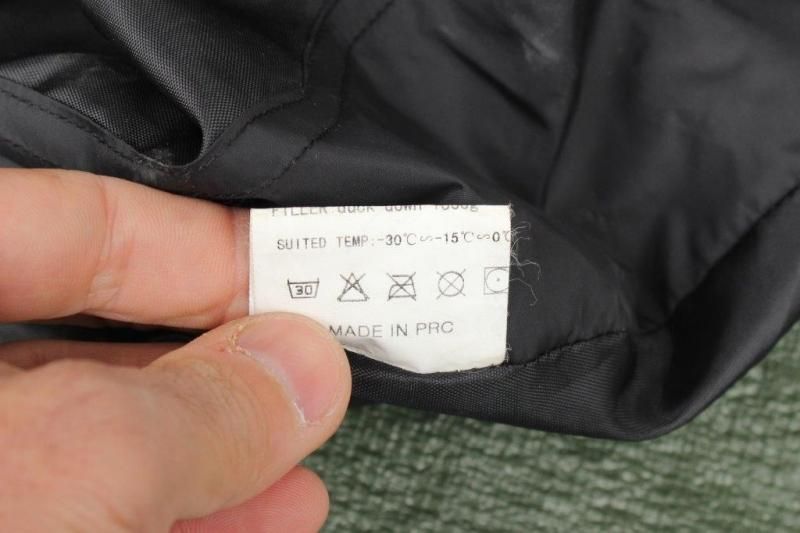 FILLER: duck down
SUITED TEMP:-30℃∽-15℃∽0℃
30
MADE IN PRC